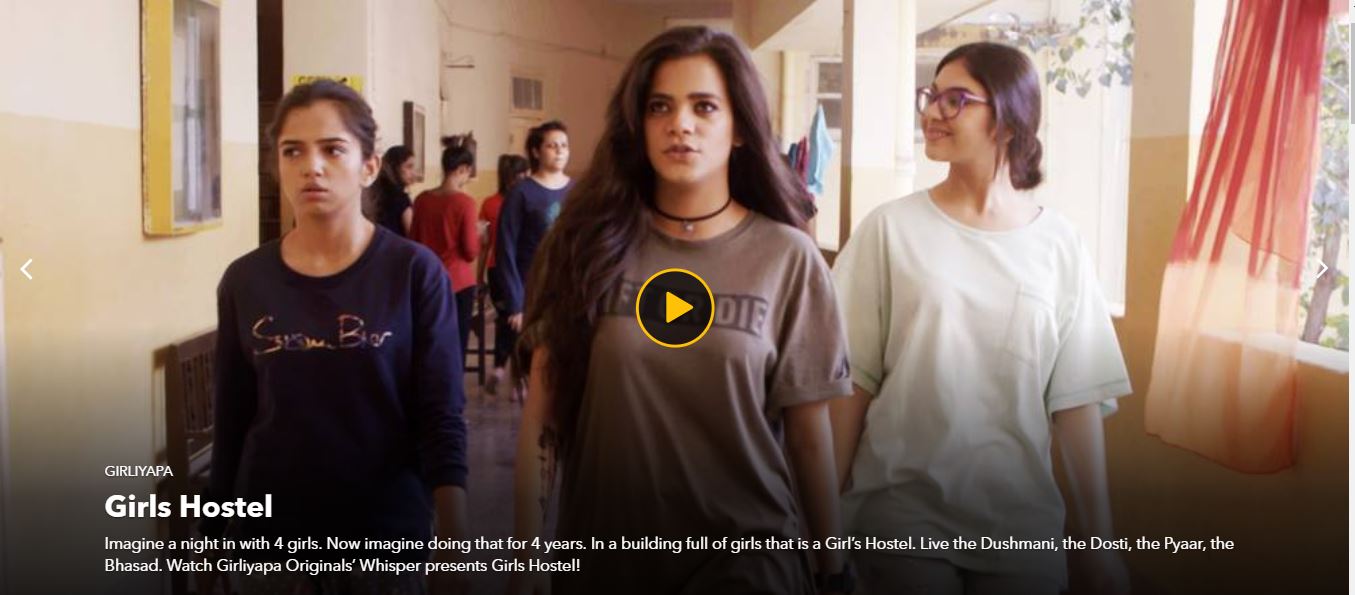 OR DIE
GIRLIYAPA
Girls Hostel
Imagine a night in with 4 girls. Now imagine doing that for 4 years. In a building full of girls that is a Girl's Hostel. Live the Dushmani, the Dosti, the Pyaar, the
Bhasad. Watch Girliyapa Originals’ Whisper presents Girls Hostel!